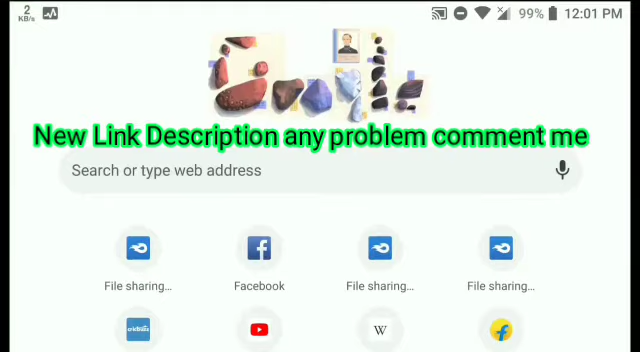 2
KB/s
99% 12:01 PM
New Link Description any problem comment me
Search or type web address
File sharing... Facebook File sharing... File sharing...
W